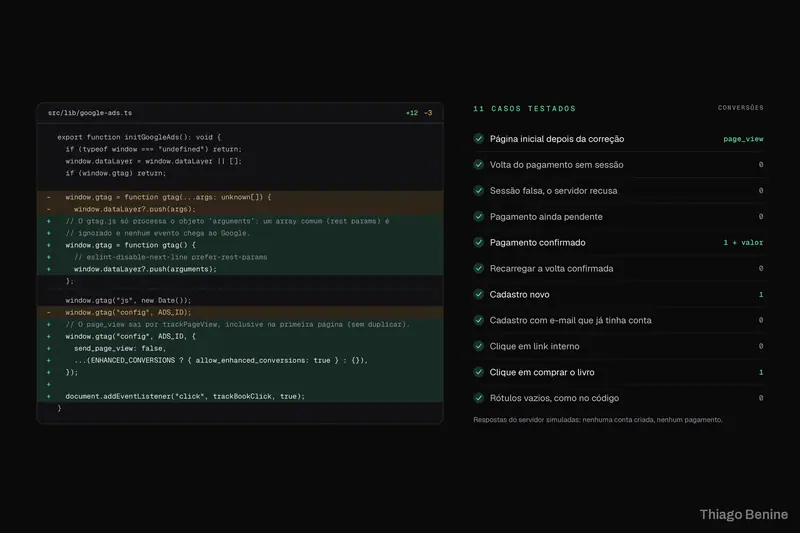 src/lib/google-ads.ts +12 −3
export function initGoogleAds(): void {
if (typeof window === "undefined") return;
window.dataLayer = window.dataLayer || [];
if (window.gtag) return;
- window.gtag = function gtag(...args: unknown[]) {
- window.dataLayer?.push(args);
+ // O gtag.js só processa o objeto `arguments`: um array comum (rest params) é
+ // ignorado e nenhum evento chega ao Google.
+ window.gtag = function gtag() {
+ // eslint-disable-next-line prefer-rest-params
+ window.dataLayer?.push(arguments);
};
window.gtag("js", new Date());
- window.gtag("config", ADS_ID);
+ // O page_view sai por trackPageView, inclusive na primeira página (sem duplicar).
+ window.gtag("config", ADS_ID, {
+ send_page_view: false,
+ ...(ENHANCED_CONVERSIONS ? { allow_enhanced_conversions: true } : {}),
+ });
+
+ document.addEventListener("click", trackBookClick, true);
}
11 CASOS TESTADOS CONVERSÕES
Página inicial depois da correção page_view
Volta do pagamento sem sessão 0
Sessão falsa, o servidor recusa 0
Pagamento ainda pendente 0
Pagamento confirmado 1 + valor
Recarregar a volta confirmada 0
Cadastro novo 1
Cadastro com e-mail que já tinha conta 0
Clique em link interno 0
Clique em comprar o livro 1
Rótulos vazios, como no código 0
Respostas do servidor simuladas: nenhuma conta criada, nenhum pagamento.
Thiago Benine